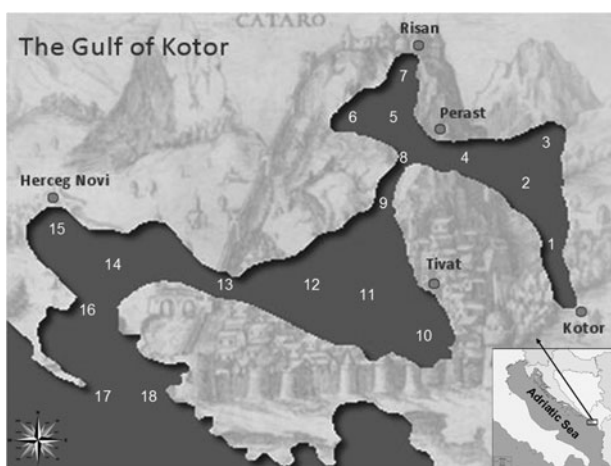 CATARO
The Gulf of Kotor
Risan
7
Perast
6
5
3
8
4
Herceg Novi
2
9
15
1
14
Tivat
13
12
11
16
10
Kotor
17
18
Adriatic Sea